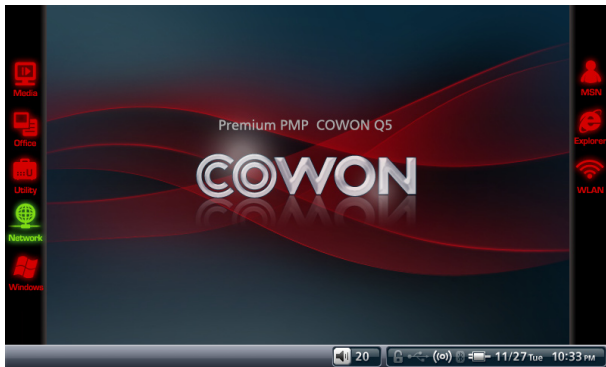 Media
Office
Utility
Network
Windows
Premium PMP COWON Q5
COWON
MSN
Explorer
WLAN
20
11/27 Tue 10:33 PM